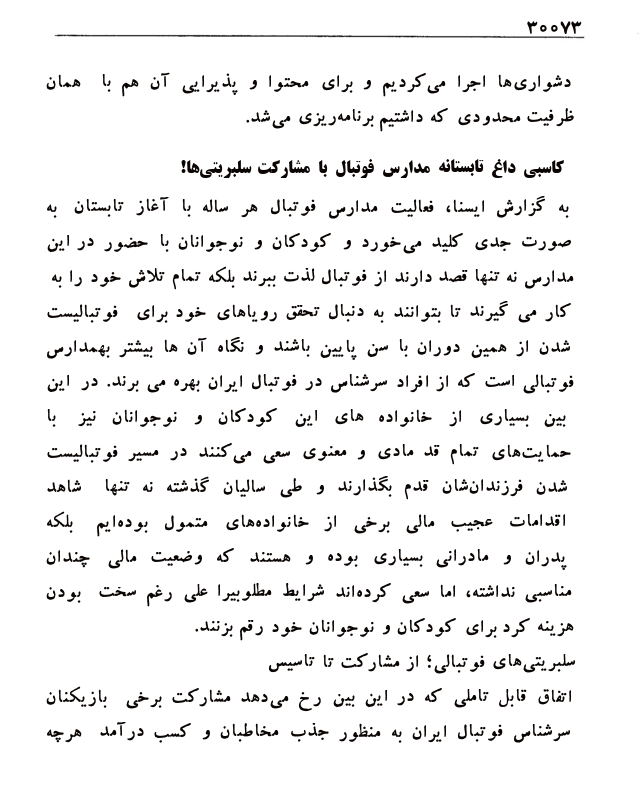 ۳۰۰۷۳
دشواری‌ها اجرا می‌کردیم و برای محتوا و پذیرایی آن هم با همان
ظرفیت محدودی که داشتیم برنامه‌ریزی می‌شد.
کاسبی داغ تابستانه مدارس فوتبال با مشارکت سلبریتی‌ها!
به گزارش ایسنا، فعالیت مدارس فوتبال هر ساله با آغاز تابستان به
صورت جدی کلید می‌خورد و کودکان و نوجوانان با حضور در این
مدارس نه تنها قصد دارند از فوتبال لذت ببرند بلکه تمام تلاش خود را به
کار می گیرند تا بتوانند به دنبال تحقق رویاهای خود برای فوتبالیست
شدن از همین دوران با سن پایین باشند و نگاه آن ها بیشتر بهمدارس
فوتبالی است که از افراد سرشناس در فوتبال ایران بهره می برند. در این
بین بسیاری از خانواده های این کودکان و نوجوانان نیز با
حمایت‌های تمام قد مادی و معنوی سعی می‌کنند در مسیر فوتبالیست
شدن فرزندان‌شان قدم بگذارند و طی سالیان گذشته نه تنها شاهد
اقدامات عجیب مالی برخی از خانواده‌های متمول بوده‌ایم بلکه
پدران و مادرانی بسیاری بوده و هستند که وضعیت مالی چندان
مناسبی نداشته، اما سعی کرده‌اند شرایط مطلوبیرا علی رغم سخت بودن
هزینه کرد برای کودکان و نوجوانان خود رقم بزنند.
سلبریتی‌های فوتبالی؛ از مشارکت تا تاسیس
اتفاق قابل تاملی که در این بین رخ می‌دهد مشارکت برخی بازیکنان
سرشناس فوتبال ایران به منظور جذب مخاطبان و کسب درآمد هرچه